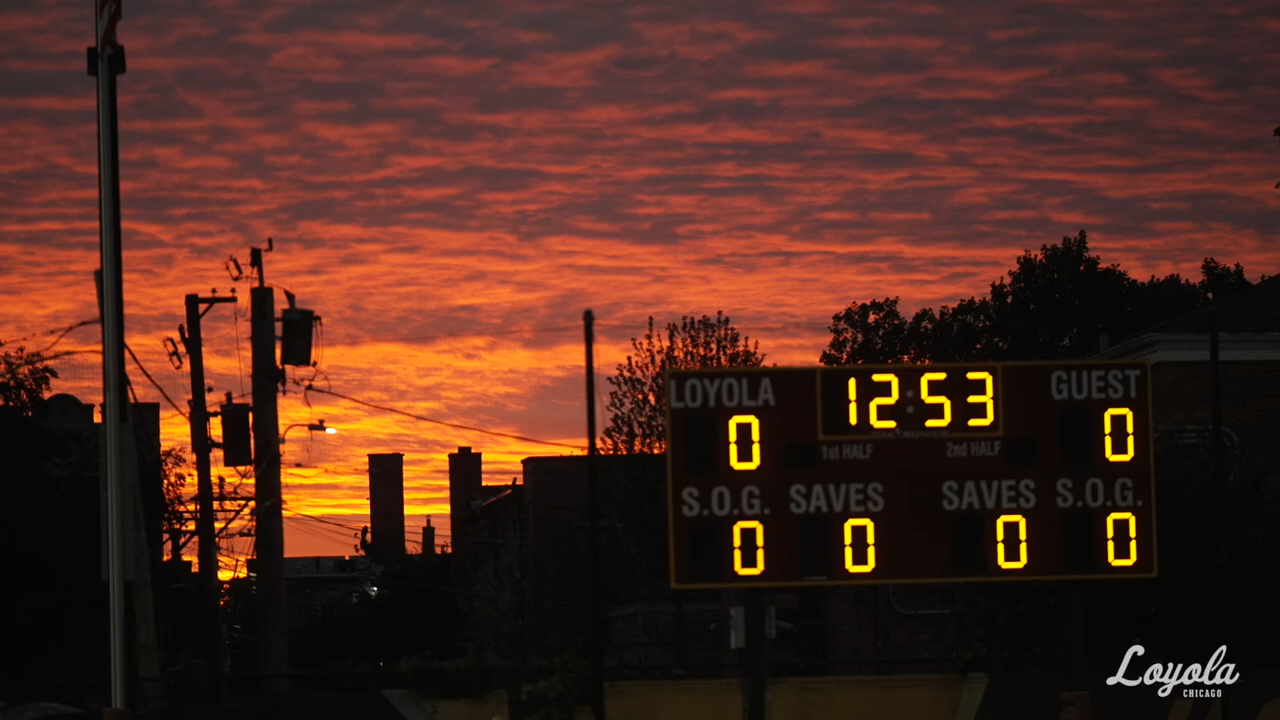 LOYOLA 12:53 GUEST
0 0
1st HALF 2nd HALF
S.O.G. SAVES SAVES S.O.G.
0 0 0 0
Loyola
CHICAGO